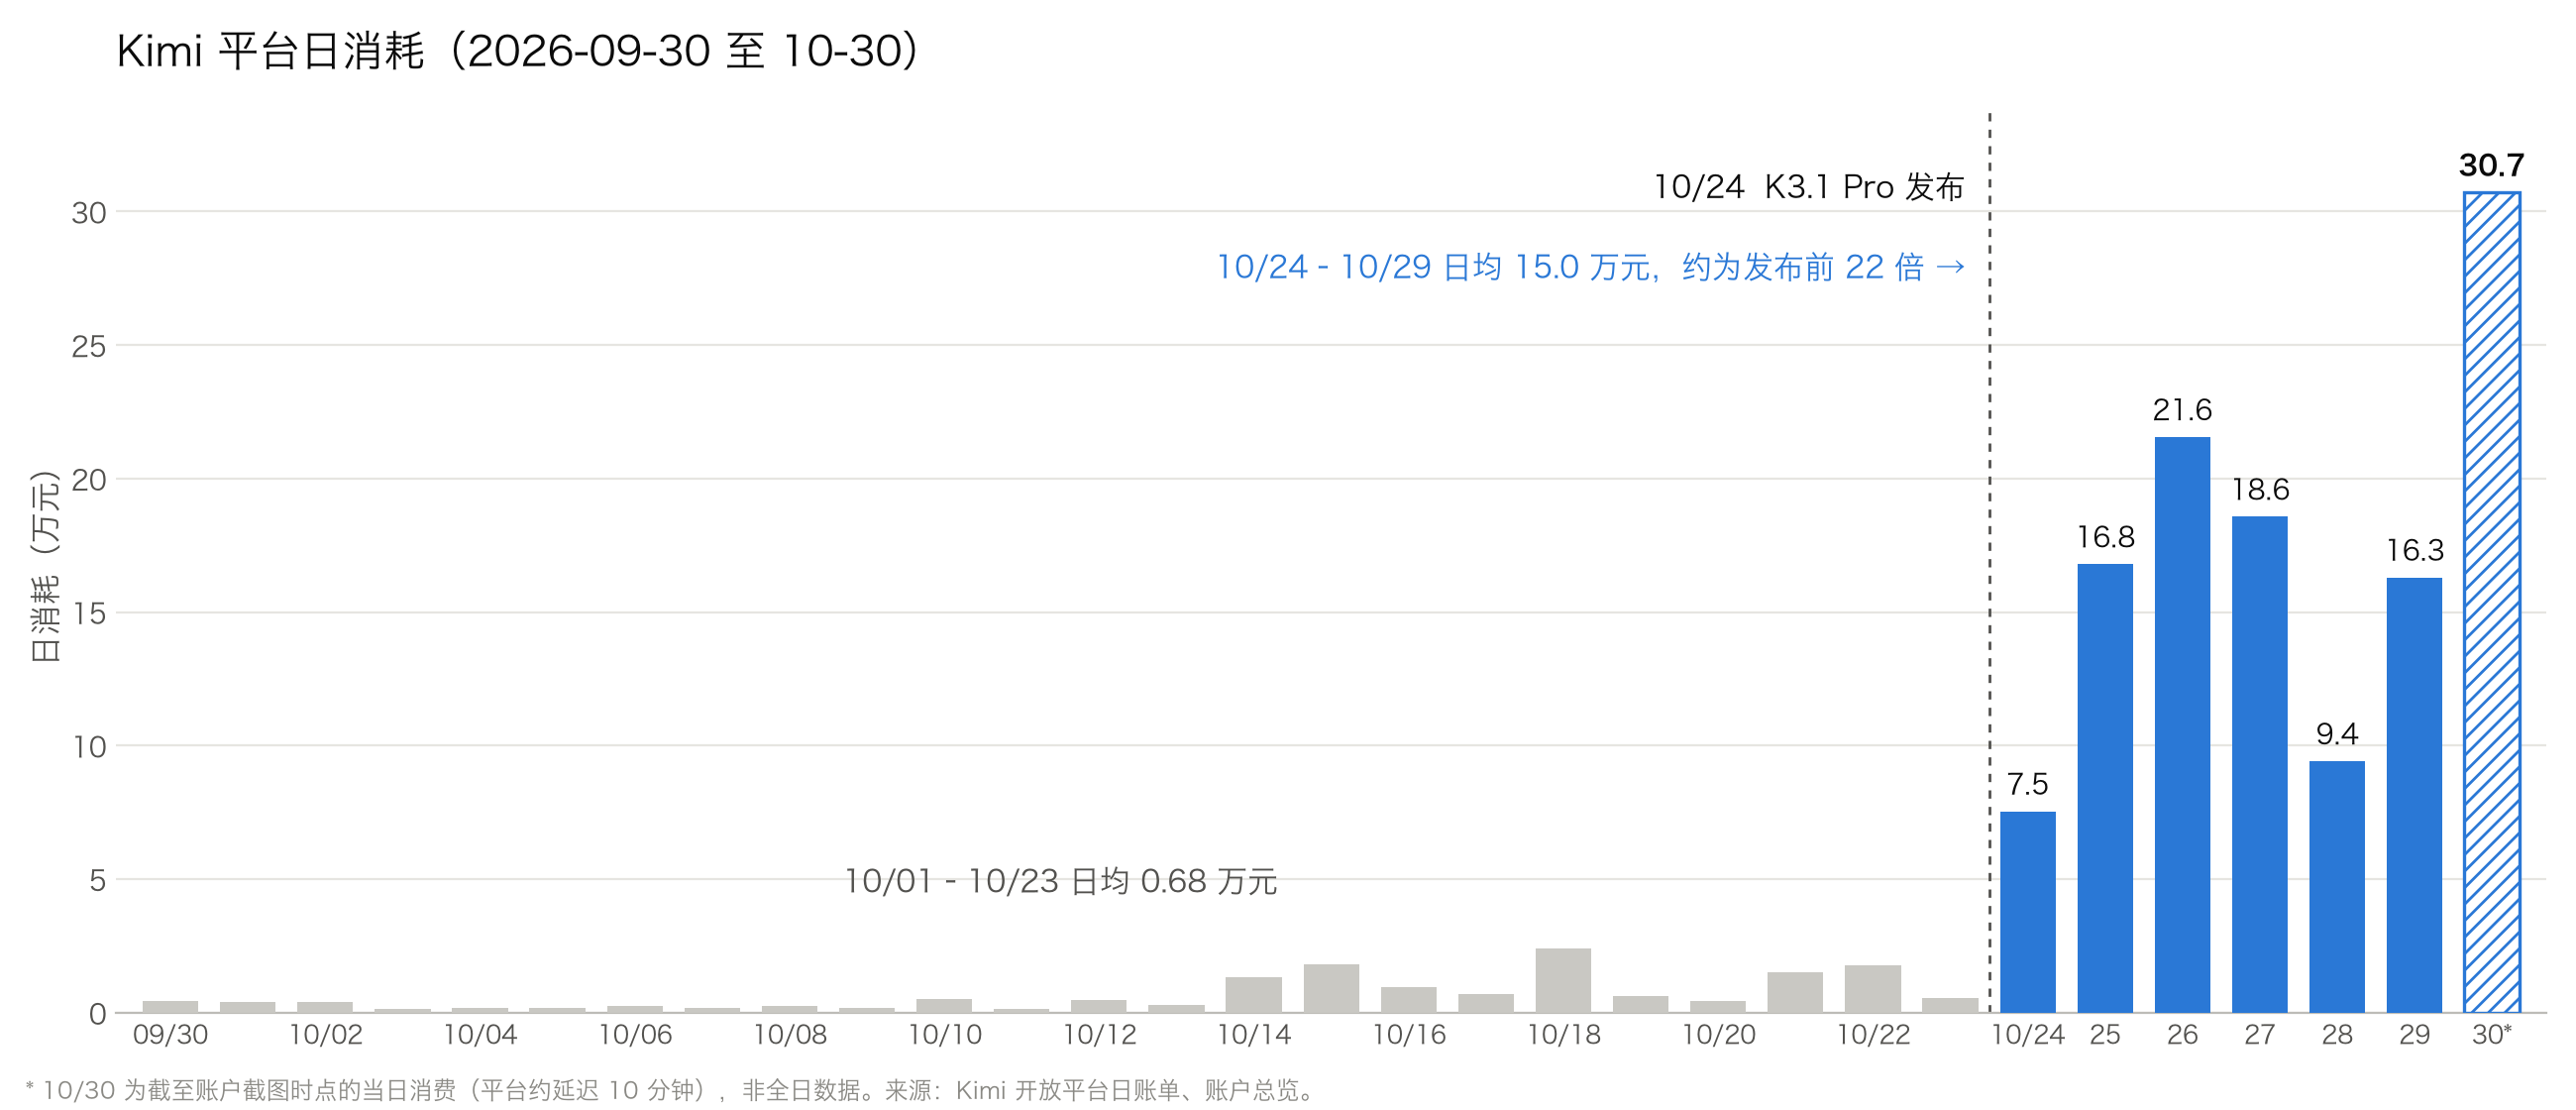 Kimi 平台日消耗（2026-09-30 至 10-30）
10/24 K3.1 Pro 发布
10/24 - 10/29 日均 15.0 万元，约为发布前 22 倍 →
10/01 - 10/23 日均 0.68 万元
日消耗（万元）
30
25
20
15
10
5
0
7.5
16.8
21.6
18.6
9.4
16.3
30.7
09/30 10/02 10/04 10/06 10/08 10/10 10/12 10/14 10/16 10/18 10/20 10/22 10/24 25 26 27 28 29 30*
* 10/30 为截至账户截图时点的当日消费（平台约延迟 10 分钟），非全日数据。来源：Kimi 开放平台日账单、账户总览。